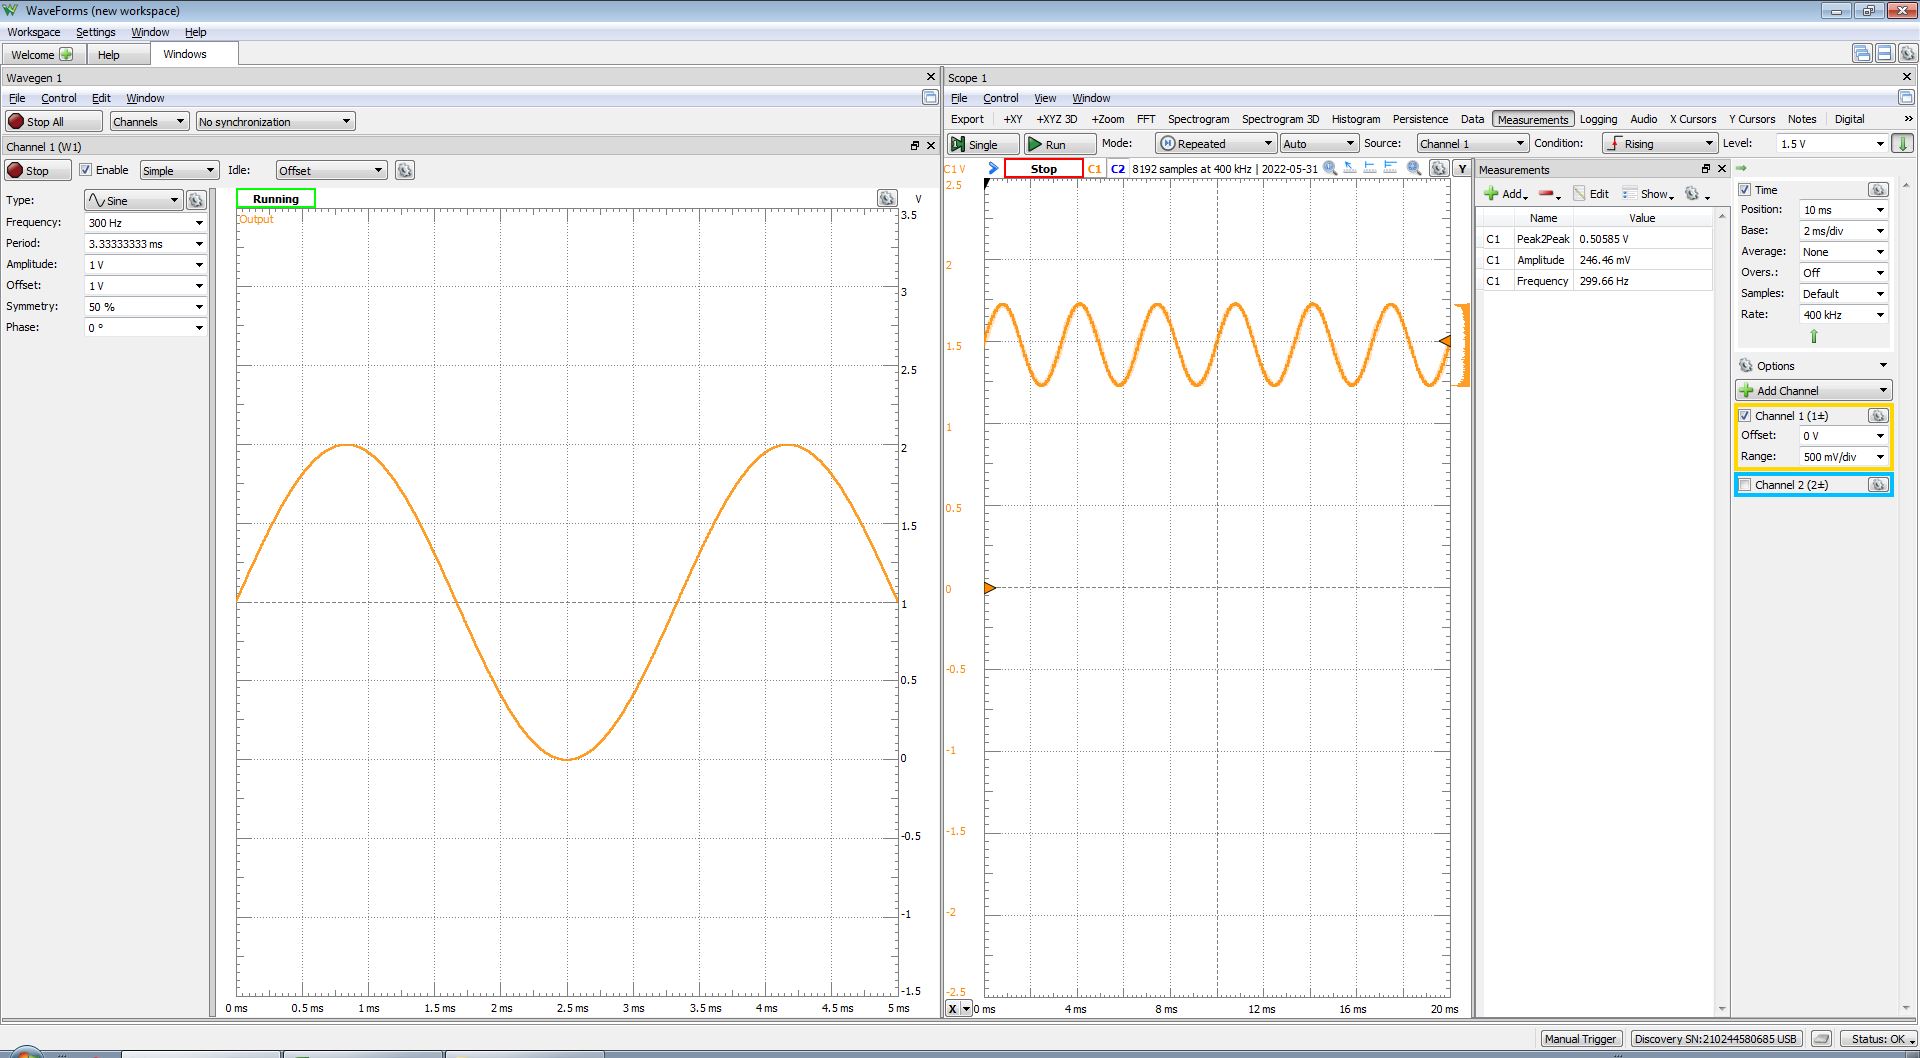 WaveForms (new workspace)
Workspace Settings Window Help
Welcome Help Windows
Wavegen 1
File Control Edit Window
Stop All Channels No synchronization
Channel 1 (W1)
Stop Enable Simple Idle: Offset
Type: Sine
Frequency: 300 Hz
Period: 3.33333333 ms
Amplitude: 1 V
Offset: 1 V
Symmetry: 50 %
Phase: 0 °
Running V
Output
3.5
3
2.5
2
1.5
1
0.5
0
-0.5
-1
-1.5
0 ms 0.5 ms 1 ms 1.5 ms 2 ms 2.5 ms 3 ms 3.5 ms 4 ms 4.5 ms 5 ms
Scope 1
File Control View Window
Export +XY +XYZ 3D +Zoom FFT Spectrogram Spectrogram 3D Histogram Persistence Data Measurements Logging Audio X Cursors Y Cursors Notes Digital »
Single Run Mode: Repeated Auto Source: Channel 1 Condition: Rising Level: 1.5 V
C1 V Stop C1 C2 8192 samples at 400 kHz | 2022-05-31 Y
2.5
2
1.5
1
0.5
0
-0.5
-1
-1.5
-2
-2.5
X 0 ms 4 ms 8 ms 12 ms 16 ms 20 ms
Measurements
Add Edit Show
Name Value
C1 Peak2Peak 0.50585 V
C1 Amplitude 246.46 mV
C1 Frequency 299.66 Hz
Time
Position: 10 ms
Base: 2 ms/div
Average: None
Overs.: Off
Samples: Default
Rate: 400 kHz
Options
Add Channel
Channel 1 (1±)
Offset: 0 V
Range: 500 mV/div
Channel 2 (2±)
Manual Trigger Discovery SN:210244580685 USB Status: OK